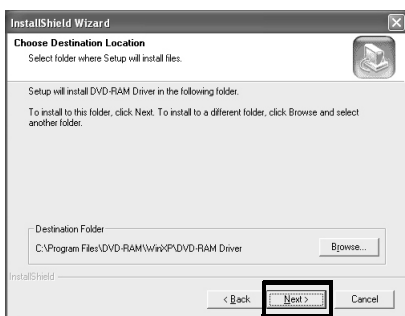 InstallShield Wizard
Choose Destination Location
Select folder where Setup will install files.
Setup will install DVD-RAM Driver in the following folder.
To install to this folder, click Next. To install to a different folder, click Browse and select
another folder.
Destination Folder
C:\Program Files\DVD-RAM\WinXP\DVD-RAM Driver
Browse...
InstallShield
< Back
Next >
Cancel